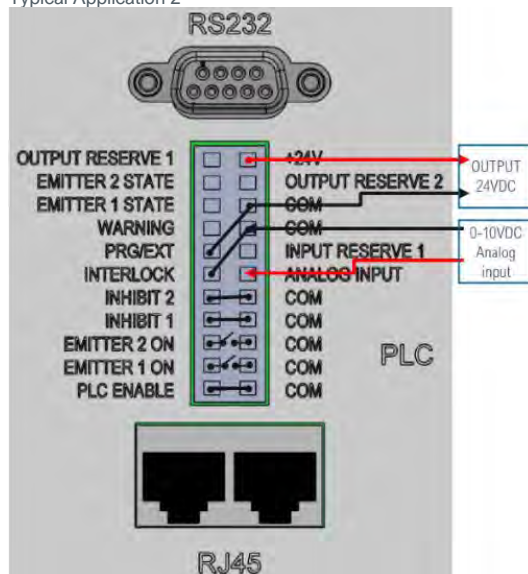 Typical Application 2
RS232
OUTPUT RESERVE 1 +24V
EMITTER 2 STATE OUTPUT RESERVE 2
EMITTER 1 STATE COM
WARNING COM
PRG/EXT INPUT RESERVE 1
INTERLOCK ANALOG INPUT
INHIBIT 2 COM
INHIBIT 1 COM
EMITTER 2 ON COM
EMITTER 1 ON COM
PLC ENABLE COM
PLC
OUTPUT
24VDC
0-10VDC
Analog
input
RJ45